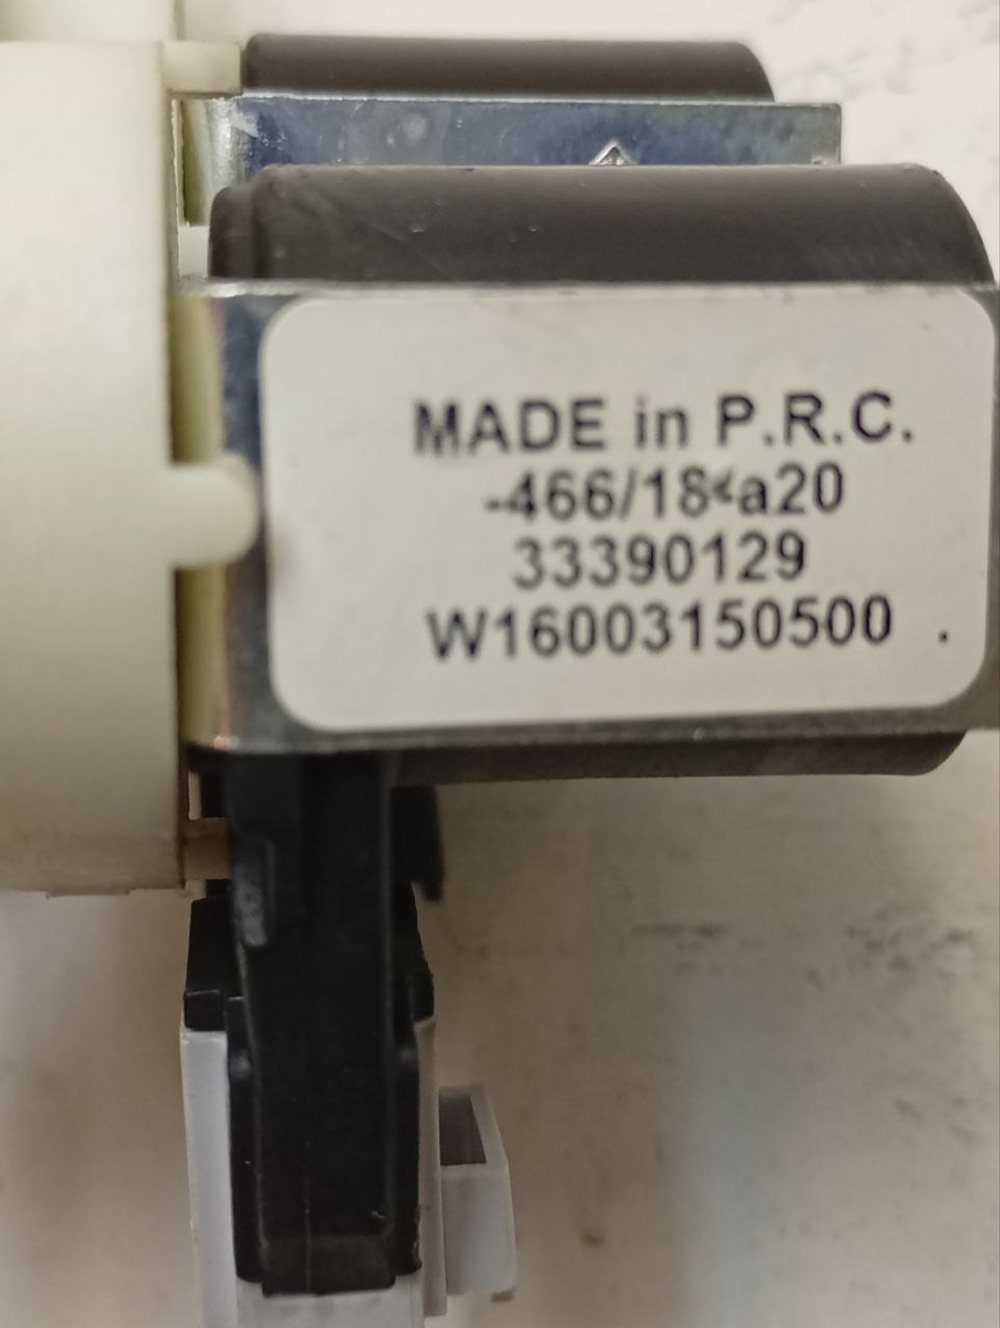 MADE in P.R.C.
-466/18<a20
33390129
W16003150500 .